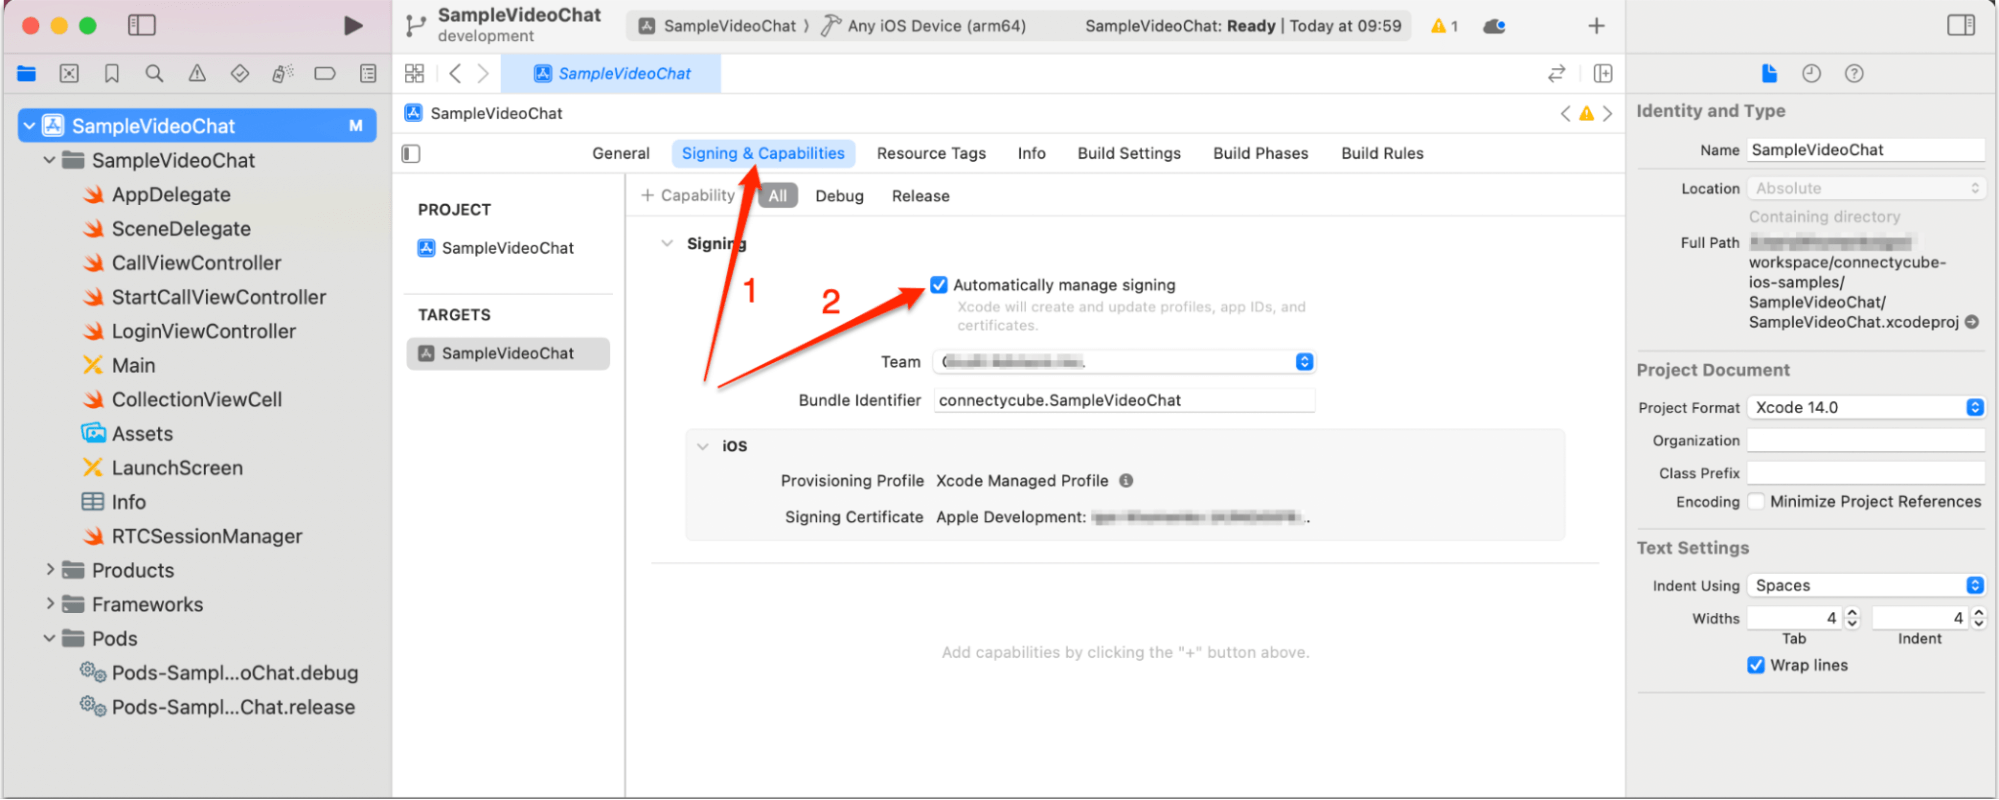 SampleVideoChat
development
SampleVideoChat
Any iOS Device (arm64)
SampleVideoChat: Ready | Today at 09:59
1
SampleVideoChat
SampleVideoChat
M
SampleVideoChat
AppDelegate
SceneDelegate
CallViewController
StartCallViewController
LoginViewController
Main
CollectionViewCell
Assets
LaunchScreen
Info
RTCSessionManager
Products
Frameworks
Pods
Pods-Sampl...oChat.debug
Pods-Sampl...Chat.release
SampleVideoChat
General
Signing & Capabilities
Resource Tags
Info
Build Settings
Build Phases
Build Rules
PROJECT
SampleVideoChat
TARGETS
SampleVideoChat
+ Capability
All
Debug
Release
Signing
1
2
Automatically manage signing
Xcode will create and update profiles, app IDs, and
certificates.
Team
Bundle Identifier
connectycube.SampleVideoChat
iOS
Provisioning Profile
Xcode Managed Profile
Signing Certificate
Apple Development:
Add capabilities by clicking the "+" button above.
Identity and Type
Name
SampleVideoChat
Location
Absolute
Containing directory
Full Path
workspace/connectycube-
ios-samples/
SampleVideoChat/
SampleVideoChat.xcodeproj
Project Document
Project Format
Xcode 14.0
Organization
Class Prefix
Encoding
Minimize Project References
Text Settings
Indent Using
Spaces
Widths
4
4
Tab
Indent
Wrap lines